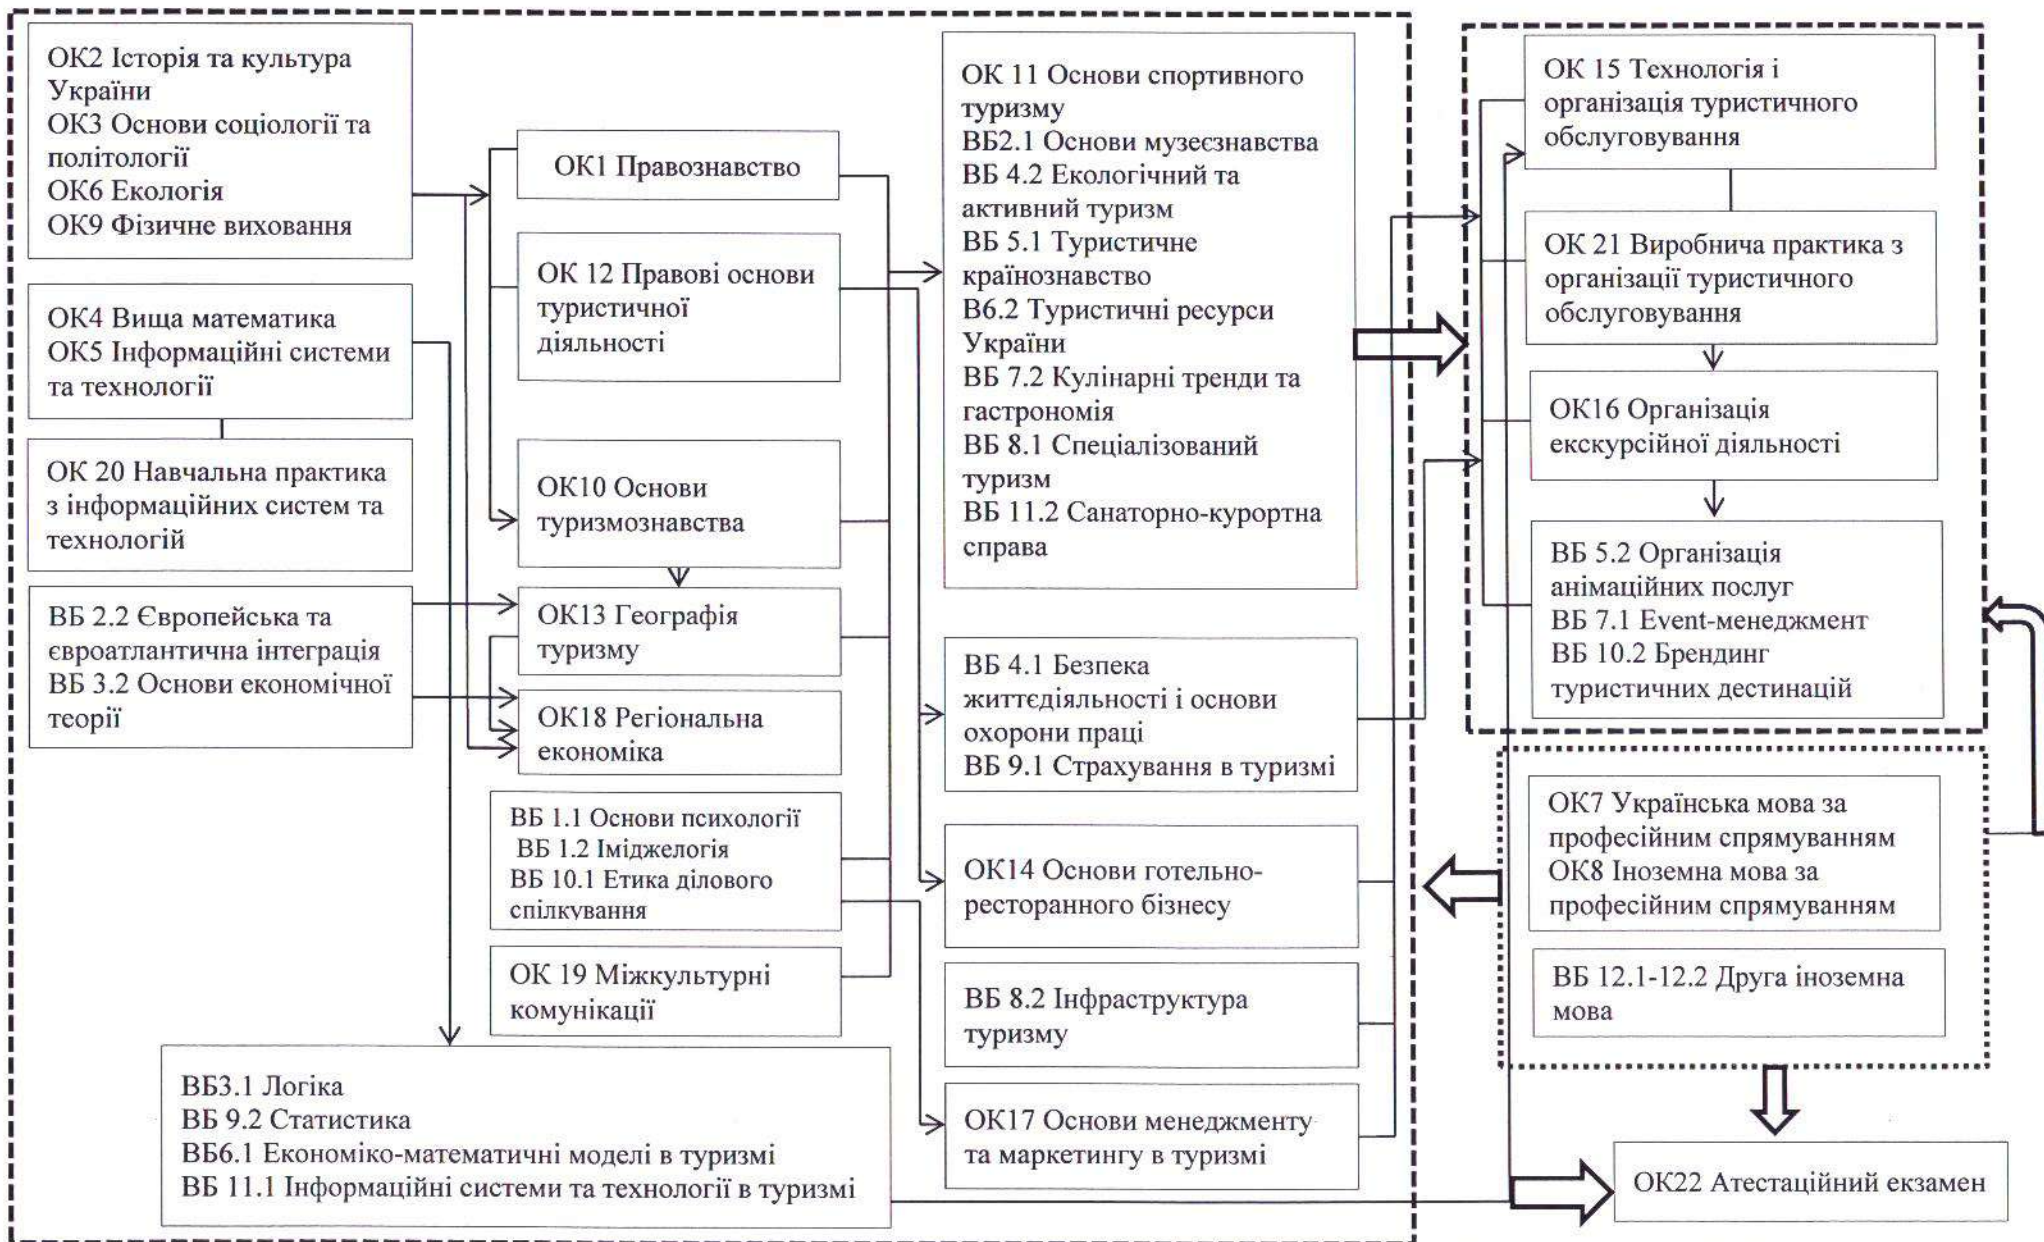 ОК2 Історія та культура
України
ОК3 Основи соціології та
політології
ОК6 Екологія
ОК9 Фізичне виховання
ОК4 Вища математика
ОК5 Інформаційні системи
та технології
ОК 20 Навчальна практика
з інформаційних систем та
технологій
ВБ 2.2 Європейська та
євроатлантична інтеграція
ВБ 3.2 Основи економічної
теорії
ОК1 Правознавство
ОК 12 Правові основи
туристичної
діяльності
ОК10 Основи
туризмознавства
ОК13 Географія
туризму
ОК18 Регіональна
економіка
ВБ 1.1 Основи психології
ВБ 1.2 Іміджелогія
ВБ 10.1 Етика ділового
спілкування
ОК 19 Міжкультурні
комунікації
ВБ3.1 Логіка
ВБ 9.2 Статистика
ВБ6.1 Економіко-математичні моделі в туризмі
ВБ 11.1 Інформаційні системи та технології в туризмі
ОК 11 Основи спортивного
туризму
ВБ2.1 Основи музеєзнавства
ВБ 4.2 Екологічний та
активний туризм
ВБ 5.1 Туристичне
країнознавство
В6.2 Туристичні ресурси
України
ВБ 7.2 Кулінарні тренди та
гастрономія
ВБ 8.1 Спеціалізований
туризм
ВБ 11.2 Санаторно-курортна
справа
ВБ 4.1 Безпека
життєдіяльності і основи
охорони праці
ВБ 9.1 Страхування в туризмі
ОК14 Основи готельно-
ресторанного бізнесу
ВБ 8.2 Інфраструктура
туризму
ОК17 Основи менеджменту
та маркетингу в туризмі
ОК 15 Технологія і
організація туристичного
обслуговування
ОК 21 Виробнича практика з
організації туристичного
обслуговування
ОК16 Організація
екскурсійної діяльності
ВБ 5.2 Організація
анімаційних послуг
ВБ 7.1 Event-менеджмент
ВБ 10.2 Брендинг
туристичних дестинацій
ОК7 Українська мова за
професійним спрямуванням
ОК8 Іноземна мова за
професійним спрямуванням
ВБ 12.1-12.2 Друга іноземна
мова
ОК22 Атестаційний екзамен